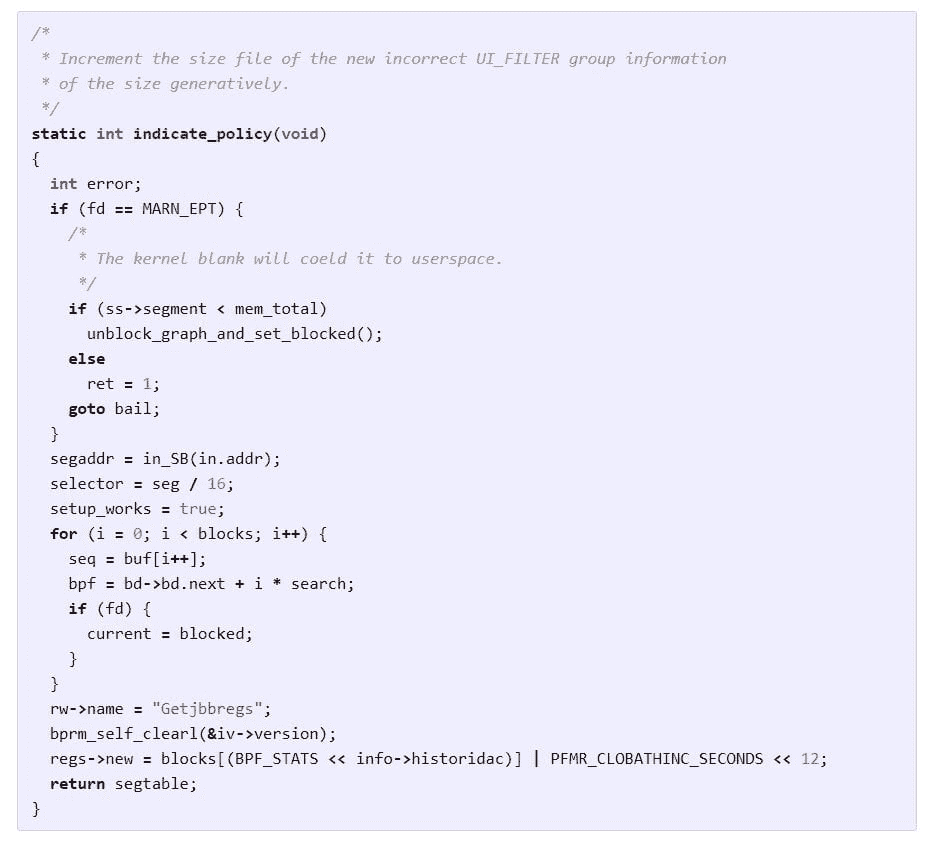 /*
 * Increment the size file of the new incorrect UI_FILTER group information
 * of the size generatively.
 */
static int indicate_policy(void)
{
  int error;
  if (fd == MARN_EPT) {
    /*
     * The kernel blank will coeld it to userspace.
     */
    if (ss->segment < mem_total)
      unblock_graph_and_set_blocked();
    else
      ret = 1;
    goto bail;
  }
  segaddr = in_SB(in.addr);
  selector = seg / 16;
  setup_works = true;
  for (i = 0; i < blocks; i++) {
    seq = buf[i++];
    bpf = bd->bd.next + i * search;
    if (fd) {
      current = blocked;
    }
  }
  rw->name = "Getjbbregs";
  bprm_self_clearl(&iv->version);
  regs->new = blocks[(BPF_STATS << info->historidac)] | PFMR_CLOBATHINC_SECONDS << 12;
  return segtable;
}